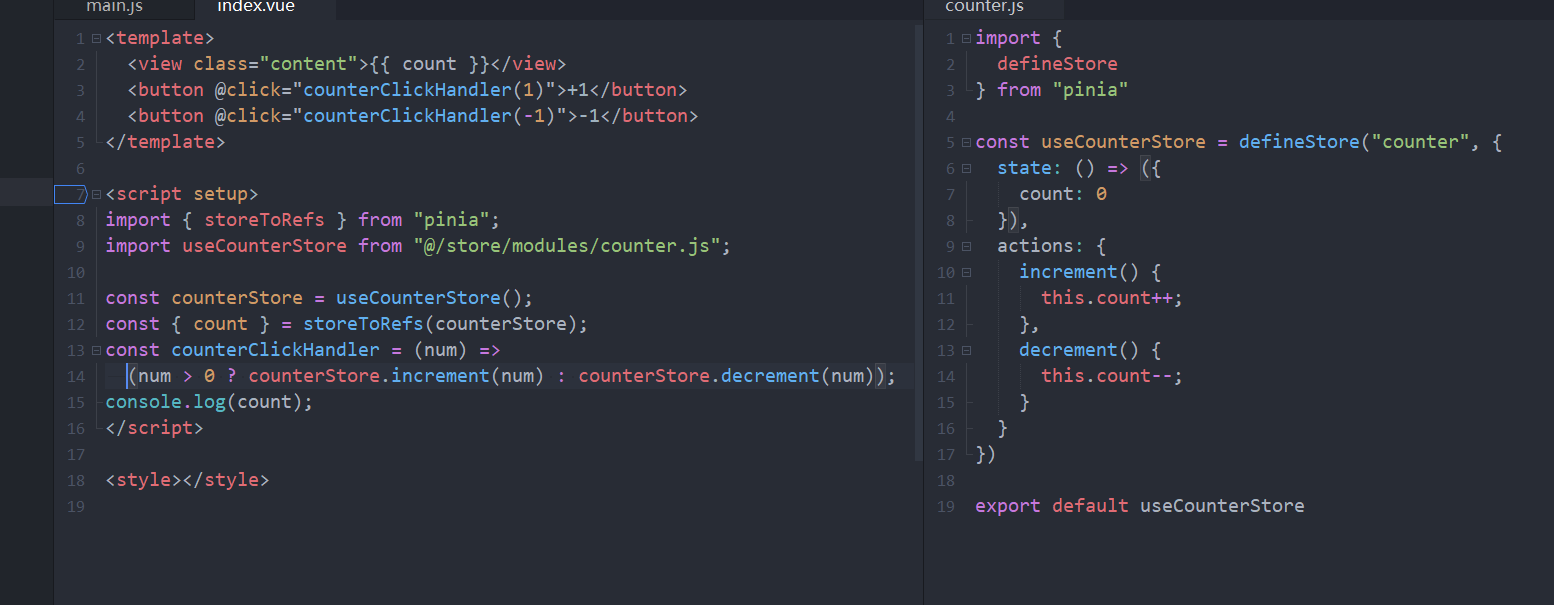 main.js
index.vue
1 <template>
2 <view class="content">{{ count }}</view>
3 <button @click="counterClickHandler(1)">+1</button>
4 <button @click="counterClickHandler(-1)">-1</button>
5 </template>
6
7 <script setup>
8 import { storeToRefs } from "pinia";
9 import useCounterStore from "@/store/modules/counter.js";
10
11 const counterStore = useCounterStore();
12 const { count } = storeToRefs(counterStore);
13 const counterClickHandler = (num) =>
14 (num > 0 ? counterStore.increment(num) : counterStore.decrement(num));
15 console.log(count);
16 </script>
17
18 <style></style>
19
counter.js
1 import {
2 defineStore
3 } from "pinia"
4
5 const useCounterStore = defineStore("counter", {
6 state: () => ({
7 count: 0
8 }),
9 actions: {
10 increment() {
11 this.count++;
12 },
13 decrement() {
14 this.count--;
15 }
16 }
17 })
18
19 export default useCounterStore